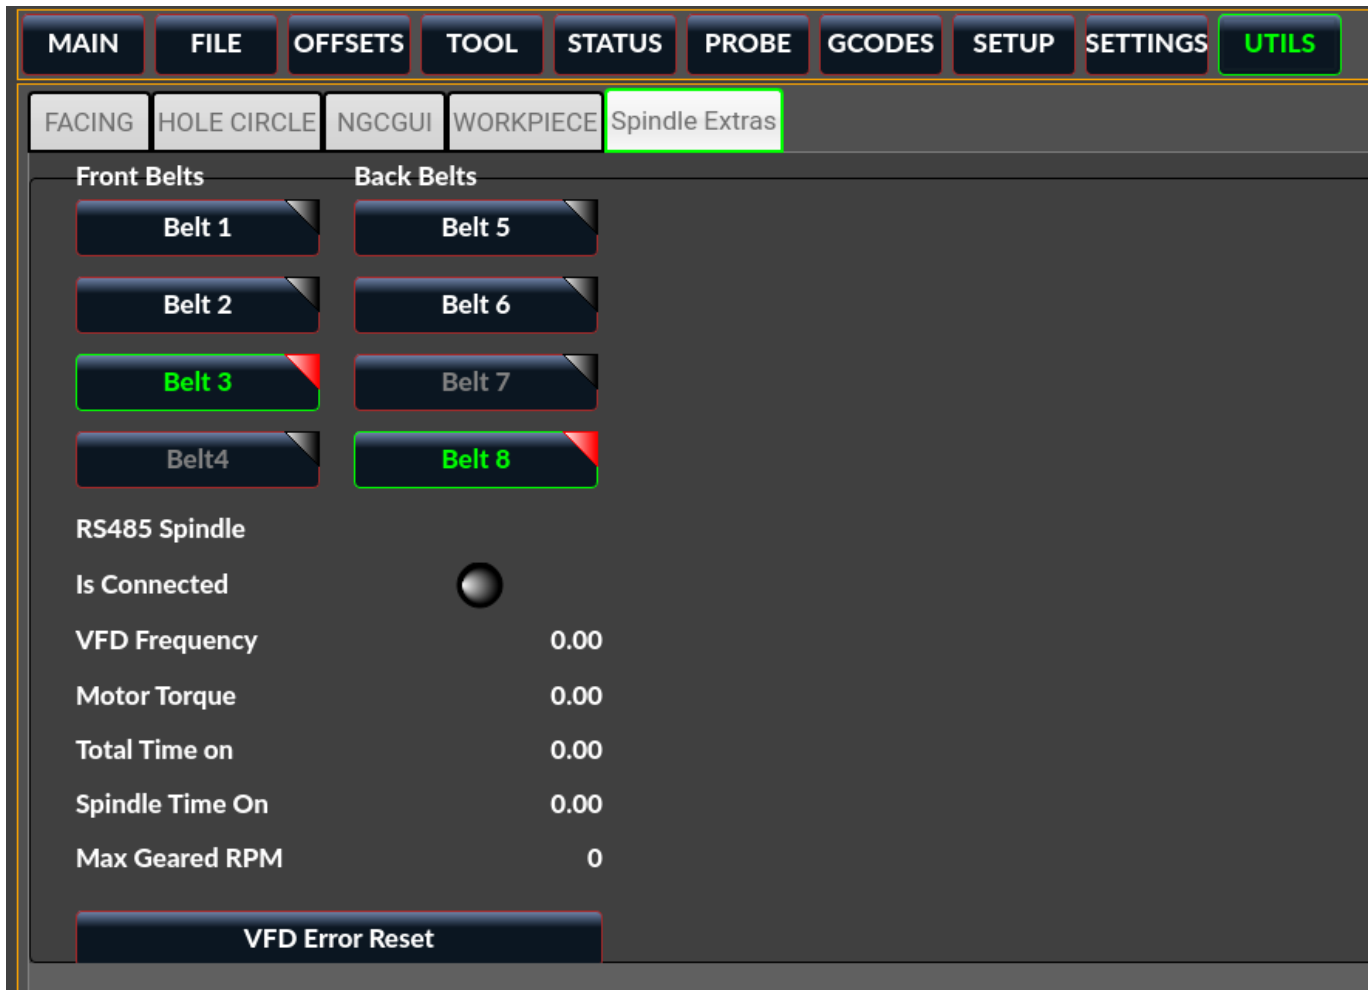 MAIN FILE OFFSETS TOOL STATUS PROBE GCODES SETUP SETTINGS UTILS
FACING HOLE CIRCLE NGCGUI WORKPIECE Spindle Extras
Front Belts Back Belts
Belt 1 Belt 5
Belt 2 Belt 6
Belt 3 Belt 7
Belt4 Belt 8
RS485 Spindle
Is Connected
VFD Frequency 0.00
Motor Torque 0.00
Total Time on 0.00
Spindle Time On 0.00
Max Geared RPM 0
VFD Error Reset